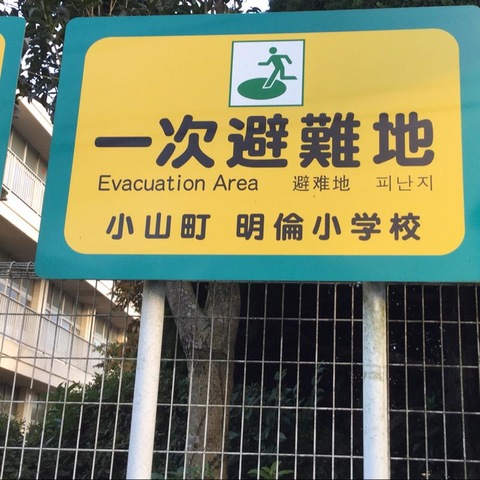 一次避難地
Evacuation Area 避难地 피난지
小山町 明倫小学校